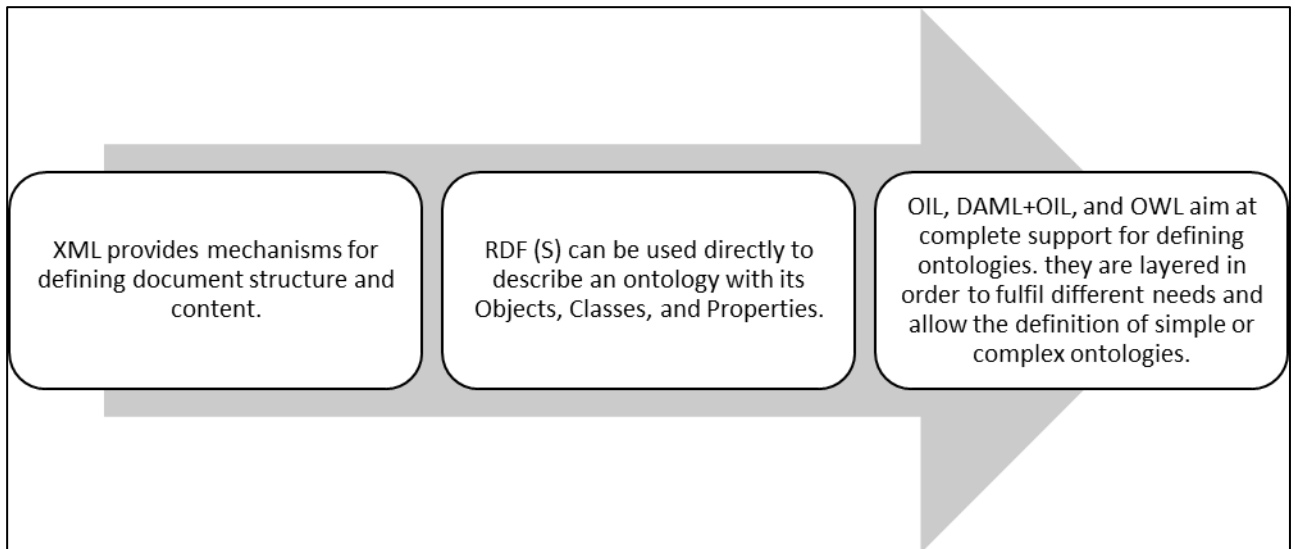 XML provides mechanisms for
defining document structure and
content.
RDF (S) can be used directly to
describe an ontology with its
Objects, Classes, and Properties.
OIL, DAML+OIL, and OWL aim at
complete support for defining
ontologies. they are layered in
order to fulfil different needs and
allow the definition of simple or
complex ontologies.